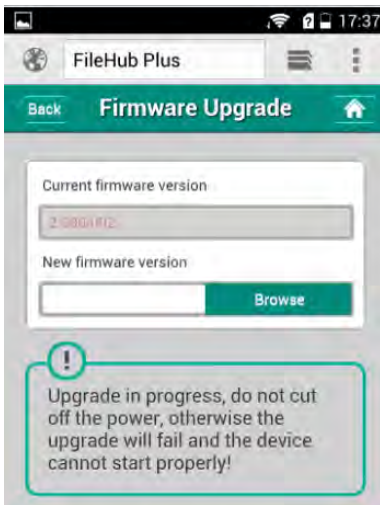 17:37
FileHub Plus
Back Firmware Upgrade
Current firmware version
New firmware version
Browse
!
Upgrade in progress, do not cut
off the power, otherwise the
upgrade will fail and the device
cannot start properly!